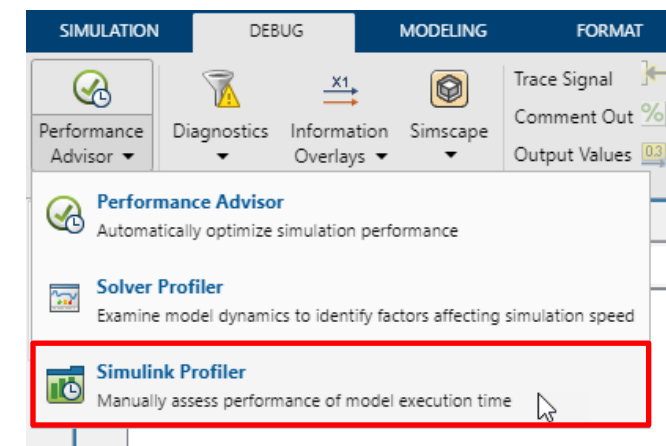 SIMULATION DEBUG MODELING FORMAT
X1
Performance Advisor
Diagnostics
Information Overlays
Simscape
Trace Signal
Comment Out %
Output Values 0.3
Performance Advisor
Automatically optimize simulation performance
Solver Profiler
Examine model dynamics to identify factors affecting simulation speed
Simulink Profiler
Manually assess performance of model execution time